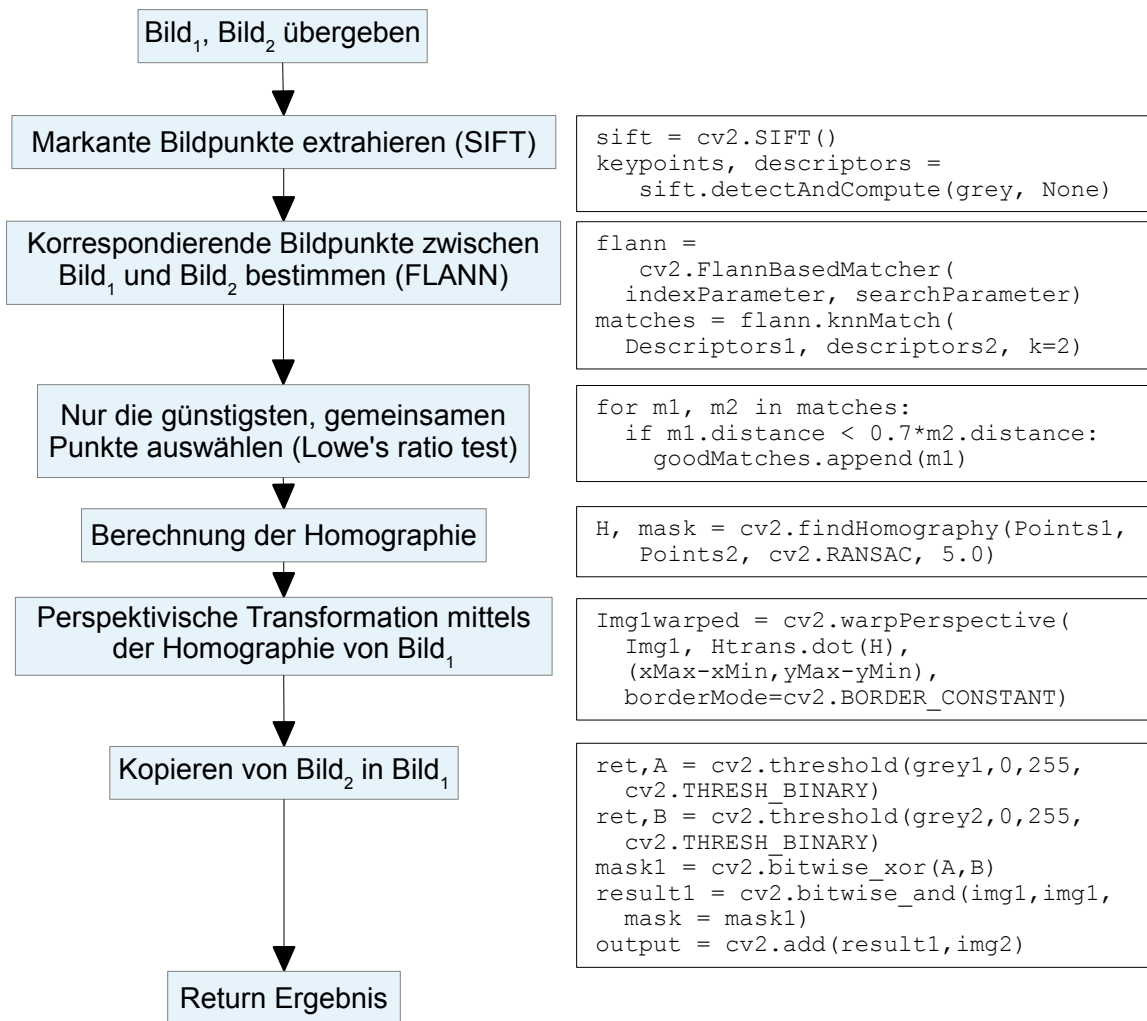 Bild₁, Bild₂ übergeben
Markante Bildpunkte extrahieren (SIFT)
sift = cv2.SIFT()
keypoints, descriptors =
sift.detectAndCompute(grey, None)
Korrespondierende Bildpunkte zwischen
Bild₁ und Bild₂ bestimmen (FLANN)
flann =
cv2.FlannBasedMatcher(
indexParameter, searchParameter)
matches = flann.knnMatch(
Descriptors1, descriptors2, k=2)
Nur die günstigsten, gemeinsamen
Punkte auswählen (Lowe's ratio test)
for m1, m2 in matches:
if m1.distance < 0.7*m2.distance:
goodMatches.append(m1)
Berechnung der Homographie
H, mask = cv2.findHomography(Points1,
Points2, cv2.RANSAC, 5.0)
Perspektivische Transformation mittels
der Homographie von Bild₁
Img1warped = cv2.warpPerspective(
Img1, Htrans.dot(H),
(xMax-xMin,yMax-yMin),
borderMode=cv2.BORDER_CONSTANT)
Kopieren von Bild₂ in Bild₁
ret,A = cv2.threshold(grey1,0,255,
cv2.THRESH_BINARY)
ret,B = cv2.threshold(grey2,0,255,
cv2.THRESH_BINARY)
mask1 = cv2.bitwise_xor(A,B)
result1 = cv2.bitwise_and(img1,img1,
mask = mask1)
output = cv2.add(result1,img2)
Return Ergebnis